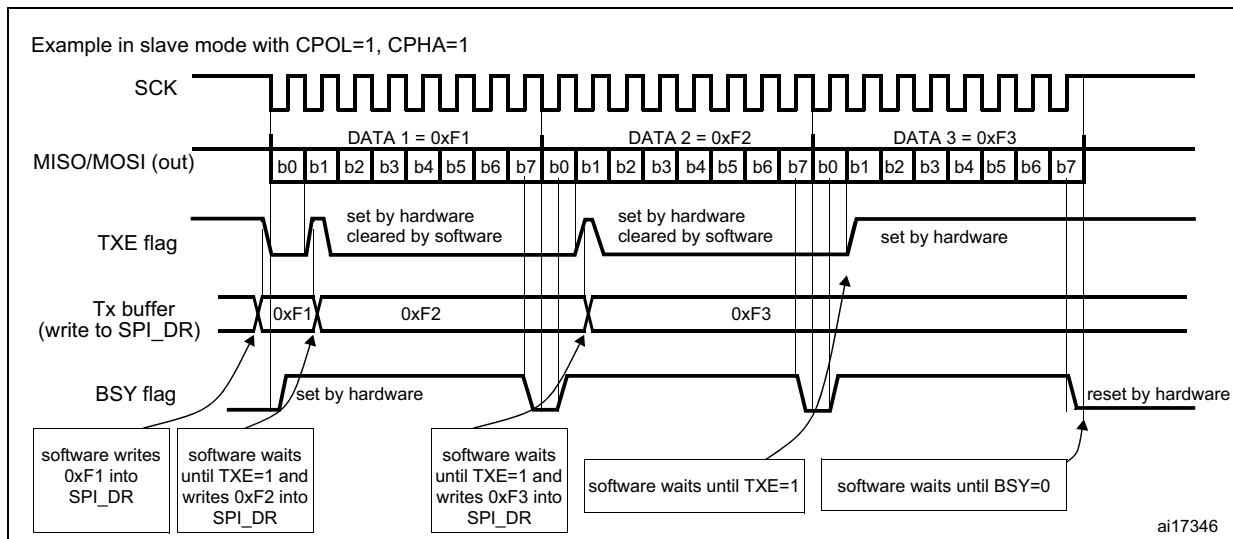 Example in slave mode with CPOL=1, CPHA=1
SCK
DATA 1 = 0xF1 DATA 2 = 0xF2 DATA 3 = 0xF3
MISO/MOSI (out) b0 b1 b2 b3 b4 b5 b6 b7 b0 b1 b2 b3 b4 b5 b6 b7 b0 b1 b2 b3 b4 b5 b6 b7
TXE flag
set by hardware
cleared by software
set by hardware
cleared by software
set by hardware
Tx buffer
(write to SPI_DR)
0xF1 0xF2 0xF3
BSY flag
set by hardware
reset by hardware
software writes
0xF1 into
SPI_DR
software waits
until TXE=1 and
writes 0xF2 into
SPI_DR
software waits
until TXE=1 and
writes 0xF3 into
SPI_DR
software waits until TXE=1
software waits until BSY=0
ai17346